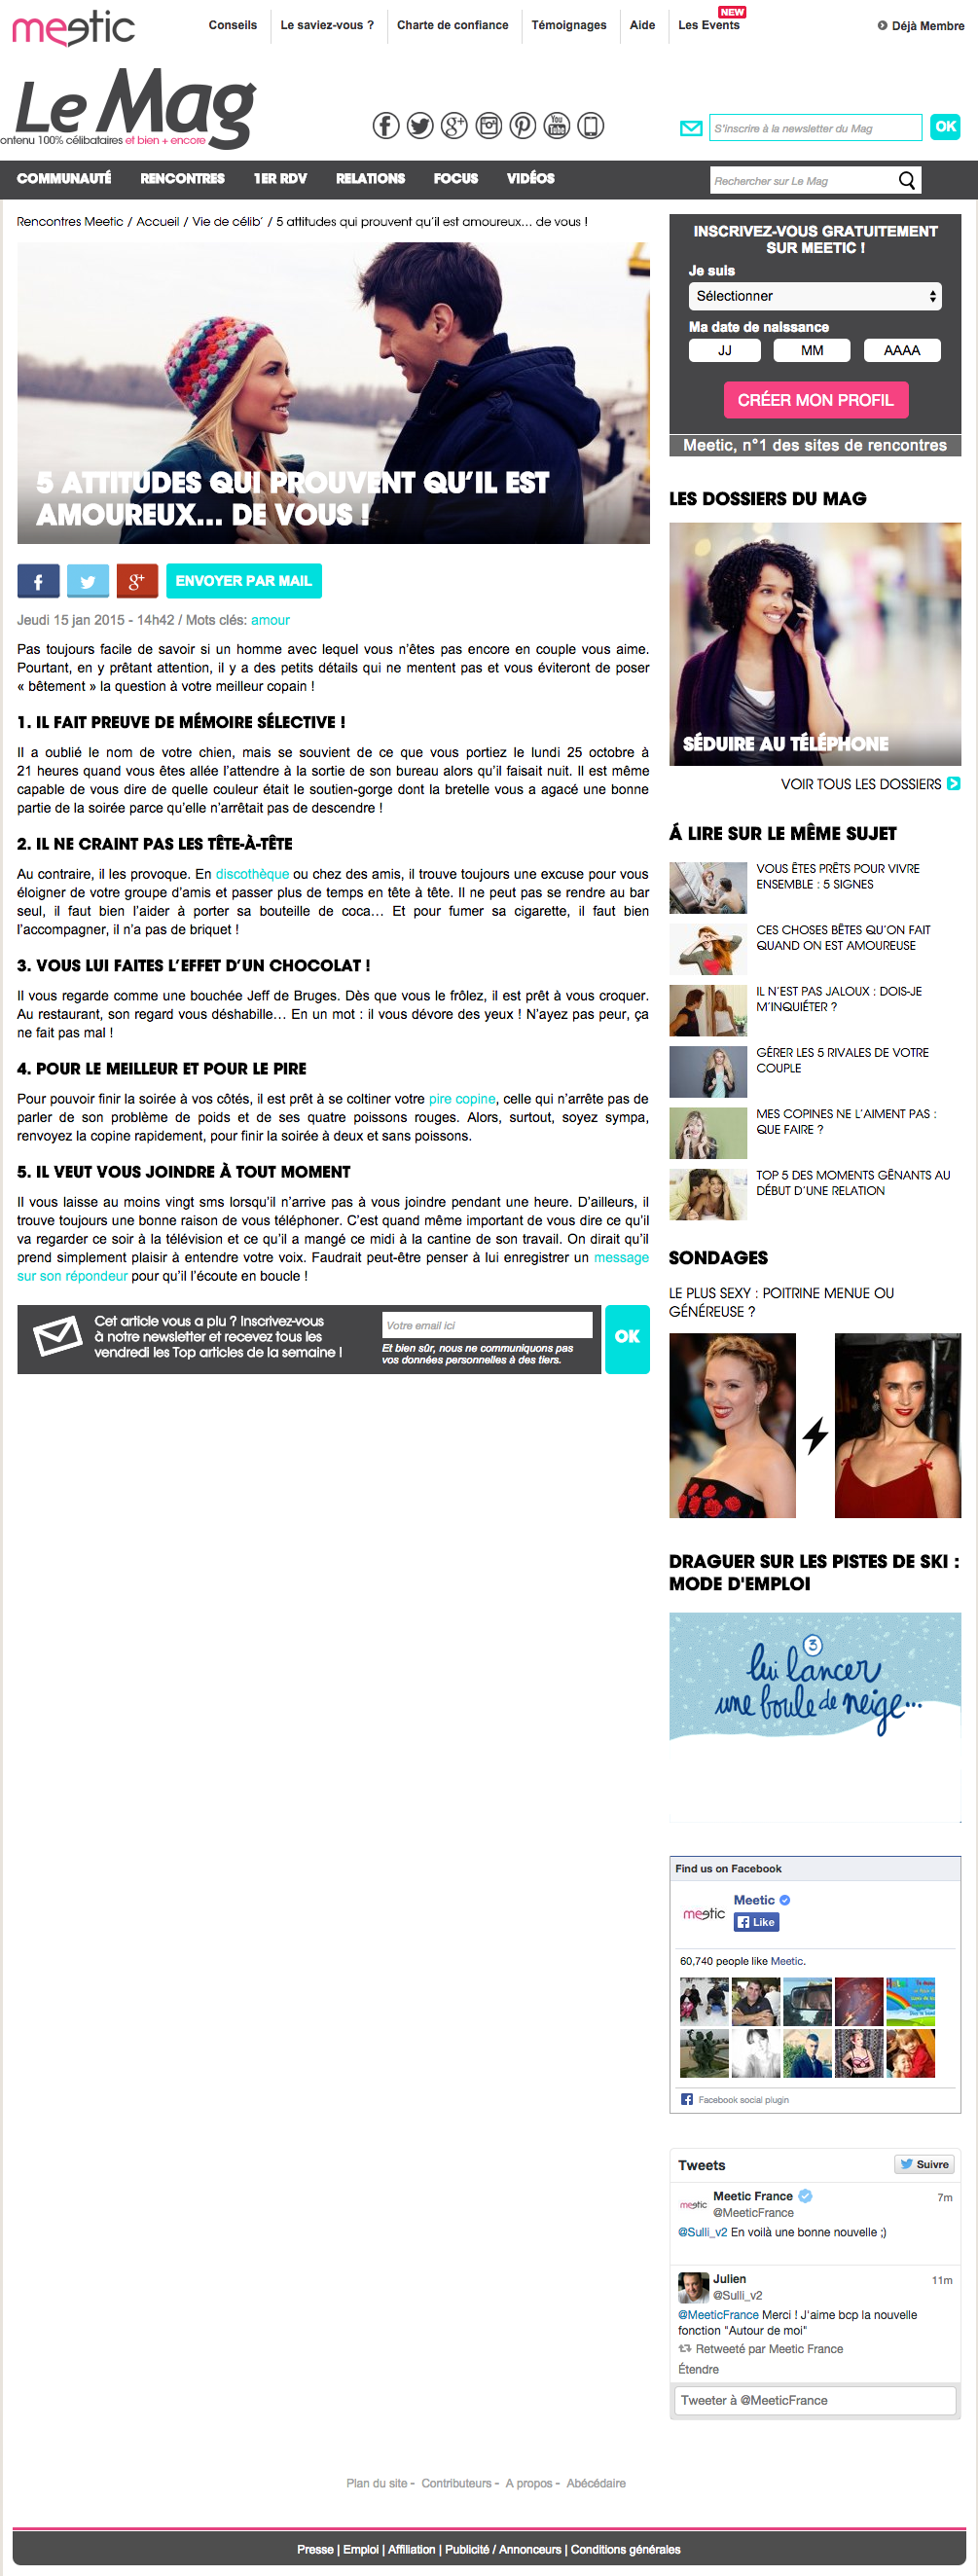 meetic
Conseils
Le saviez-vous ?
Charte de confiance
Témoignages
Aide
NEW
Les Events
Déjà Membre
Le Mag
ontenu 100% célibataires et bien + encore
You
Tube
S'inscrire à la newsletter du Mag
OK
COMMUNAUTÉ
RENCONTRES
1ER RDV
RELATIONS
FOCUS
VIDÉOS
Rechercher sur Le Mag
Rencontres Meetic / Accueil / Vie de célib' / 5 attitudes qui prouvent qu'il est amoureux... de vous !
5 ATTITUDES QUI PROUVENT QU'IL EST
AMOUREUX... DE VOUS !
ENVOYER PAR MAIL
Jeudi 15 jan 2015 - 14h42 / Mots clés: amour
Pas toujours facile de savoir si un homme avec lequel vous n'êtes pas encore en couple vous aime.
Pourtant, en y prêtant attention, il y a des petits détails qui ne mentent pas et vous éviteront de poser
« bêtement » la question à votre meilleur copain !
1. IL FAIT PREUVE DE MÉMOIRE SÉLECTIVE !
Il a oublié le nom de votre chien, mais se souvient de ce que vous portiez le lundi 25 octobre à
21 heures quand vous êtes allée l'attendre à la sortie de son bureau alors qu'il faisait nuit. Il est même
capable de vous dire de quelle couleur était le soutien-gorge dont la bretelle vous a agacé une bonne
partie de la soirée parce qu'elle n'arrêtait pas de descendre !
2. IL NE CRAINT PAS LES TÊTE-À-TÊTE
Au contraire, il les provoque. En discothèque ou chez des amis, il trouve toujours une excuse pour vous
éloigner de votre groupe d'amis et passer plus de temps en tête à tête. Il ne peut pas se rendre au bar
seul, il faut bien l'aider à porter sa bouteille de coca... Et pour fumer sa cigarette, il faut bien
l'accompagner, il n'a pas de briquet !
3. VOUS LUI FAITES L'EFFET D'UN CHOCOLAT !
Il vous regarde comme une bouchée Jeff de Bruges. Dès que vous le frôlez, il est prêt à vous croquer.
Au restaurant, son regard vous déshabille... En un mot : il vous dévore des yeux ! N'ayez pas peur, ça
ne fait pas mal !
4. POUR LE MEILLEUR ET POUR LE PIRE
Pour pouvoir finir la soirée à vos côtés, il est prêt à se coltiner votre pire copine, celle qui n'arrête pas de
parler de son problème de poids et de ses quatre poissons rouges. Alors, surtout, soyez sympa,
renvoyez la copine rapidement, pour finir la soirée à deux et sans poissons.
5. IL VEUT VOUS JOINDRE À TOUT MOMENT
Il vous laisse au moins vingt sms lorsqu'il n'arrive pas à vous joindre pendant une heure. D'ailleurs, il
trouve toujours une bonne raison de vous téléphoner. C'est quand même important de vous dire ce qu'il
va regarder ce soir à la télévision et ce qu'il a mangé ce midi à la cantine de son travail. On dirait qu'il
prend simplement plaisir à entendre votre voix. Faudrait peut-être penser à lui enregistrer un message
sur son répondeur pour qu'il l'écoute en boucle !
Cet article vous a plu ? Inscrivez-vous
à notre newsletter et recevez tous les
vendredi les Top articles de la semaine !
Votre email ici
Et bien sûr, nous ne communiquons pas
vos données personnelles à des tiers.
OK
INSCRIVEZ-VOUS GRATUITEMENT
SUR MEETIC !
Je suis
Sélectionner
Ma date de naissance
JJ
MM
AAAA
CRÉER MON PROFIL
Meetic, n°1 des sites de rencontres
LES DOSSIERS DU MAG
SÉDUIRE AU TÉLÉPHONE
VOIR TOUS LES DOSSIERS
Á LIRE SUR LE MÊME SUJET
VOUS ÊTES PRÊTS POUR VIVRE
ENSEMBLE : 5 SIGNES
CES CHOSES BÊTES QU'ON FAIT
QUAND ON EST AMOUREUSE
IL N'EST PAS JALOUX : DOIS-JE
M'INQUIÉTER ?
GÉRER LES 5 RIVALES DE VOTRE
COUPLE
MES COPINES NE L'AIMENT PAS :
QUE FAIRE ?
TOP 5 DES MOMENTS GÊNANTS AU
DÉBUT D'UNE RELATION
SONDAGES
LE PLUS SEXY : POITRINE MENUE OU
GÉNÉREUSE ?
DRAGUER SUR LES PISTES DE SKI :
MODE D'EMPLOI
3
lui lancer
une boule de neige...
Find us on Facebook
meetic
Meetic
Like
60,740 people like Meetic.
Facebook social plugin
Tweets
Suivre
meetic
Meetic France
7m
@MeeticFrance
@Sulli_v2 En voilà une bonne nouvelle ;)
Julien
11m
@Sulli_v2
@MeeticFrance Merci ! J'aime bcp la nouvelle
fonction "Autour de moi"
Retweeté par Meetic France
Étendre
Tweeter à @MeeticFrance
Plan du site - Contributeurs - A propos - Abécédaire
Presse | Emploi | Affiliation | Publicité / Annonceurs | Conditions générales